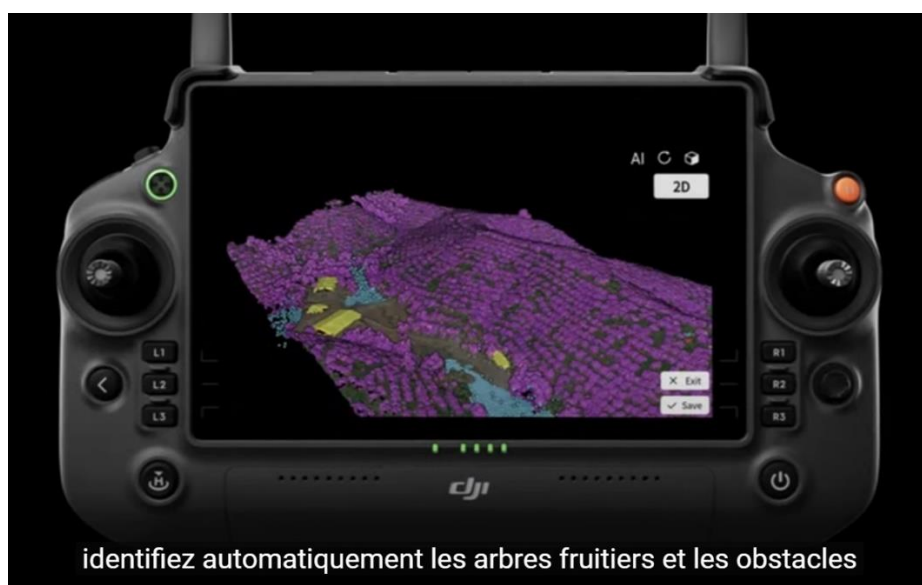 AI
2D
L1
R1
Exit
L2
R2
Save
L3
R3
dji
identifiez automatiquement les arbres fruitiers et les obstacles